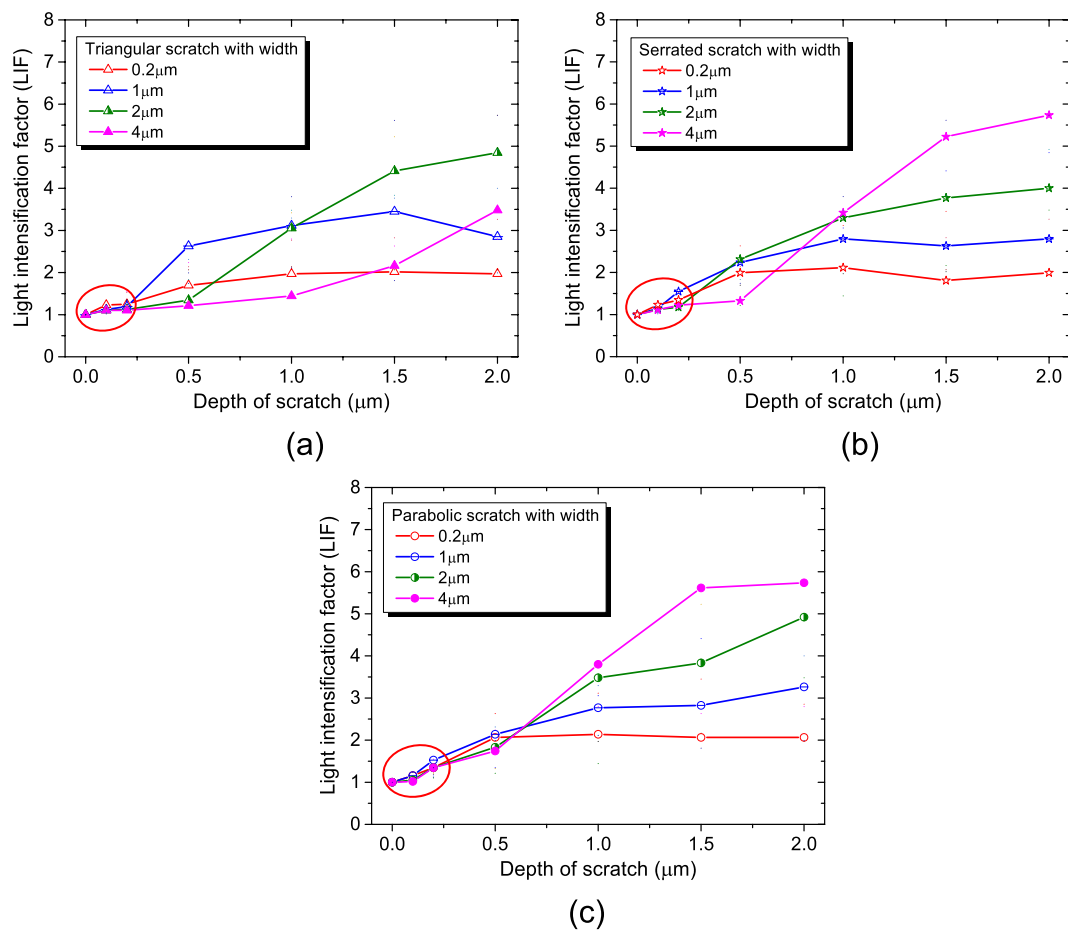 Light intensification factor (LIF)
8
7
6
5
4
3
2
1
0
Triangular scratch with width
0.2μm
1μm
2μm
4μm
0.0 0.5 1.0 1.5 2.0
Depth of scratch (μm)
(a)
Light intensification factor (LIF)
8
7
6
5
4
3
2
1
0
Serrated scratch with width
0.2μm
1μm
2μm
4μm
0.0 0.5 1.0 1.5 2.0
Depth of scratch (μm)
(b)
Light intensification factor (LIF)
8
7
6
5
4
3
2
1
0
Parabolic scratch with width
0.2μm
1μm
2μm
4μm
0.0 0.5 1.0 1.5 2.0
Depth of scratch (μm)
(c)